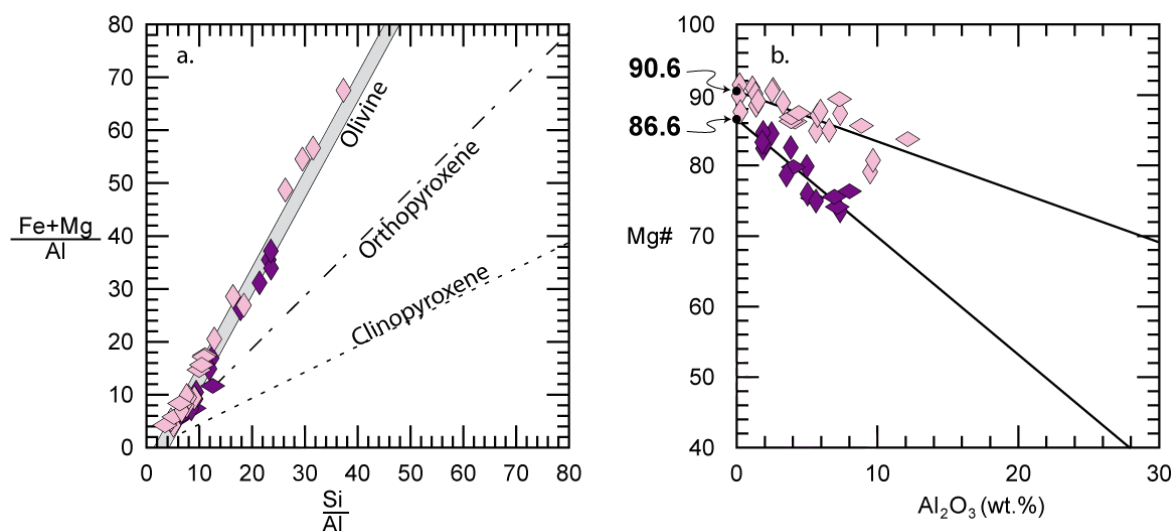 a.
80
70
60
50
40
30
20
10
0
Fe+Mg
Al
Olivine
Orthopyroxene
Clinopyroxene
0 10 20 30 40 50 60 70 80
Si
Al
b.
100
90
80
70
60
50
40
90.6
86.6
Mg#
0 10 20 30
Al₂O₃ (wt.%)